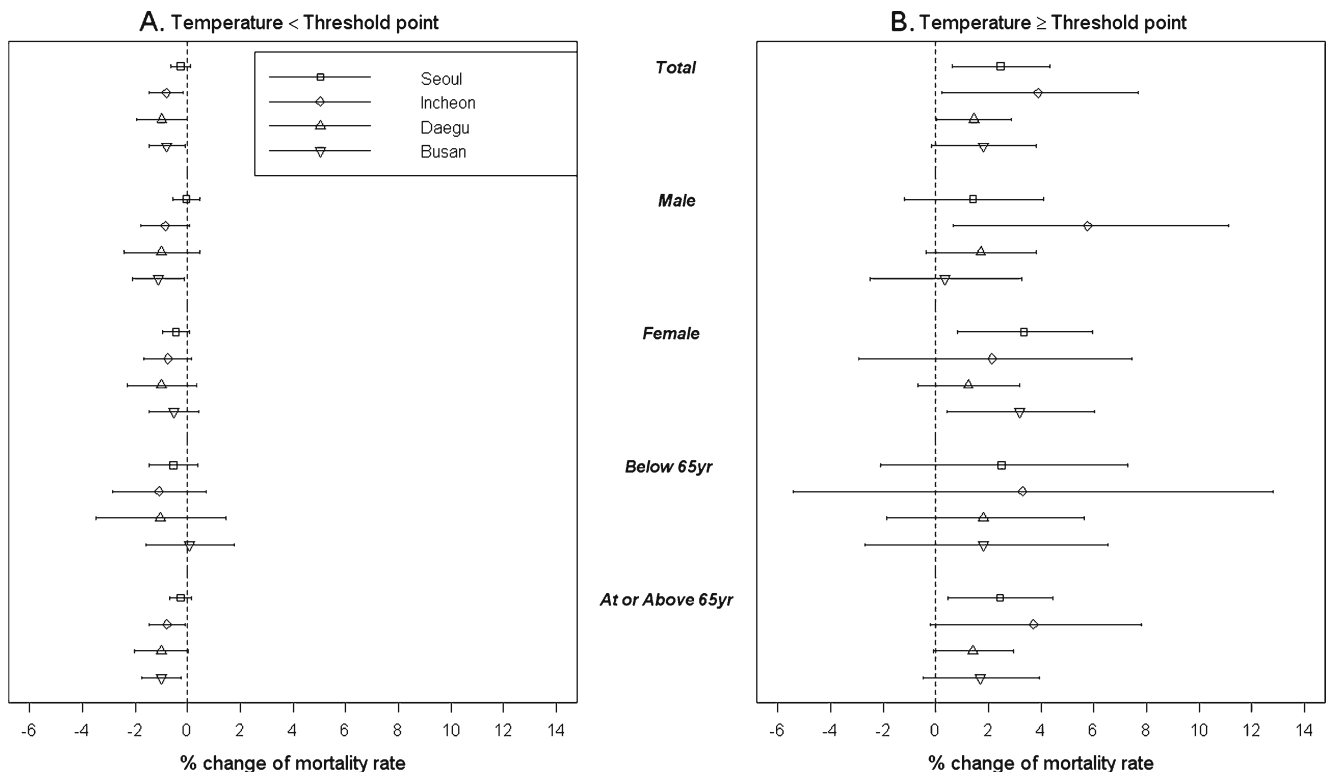 A. Temperature < Threshold point
B. Temperature ≥ Threshold point
Seoul
Incheon
Daegu
Busan
Total
Male
Female
Below 65yr
At or Above 65yr
-6 -4 -2 0 2 4 6 8 10 12 14
-6 -4 -2 0 2 4 6 8 10 12 14
% change of mortality rate
% change of mortality rate